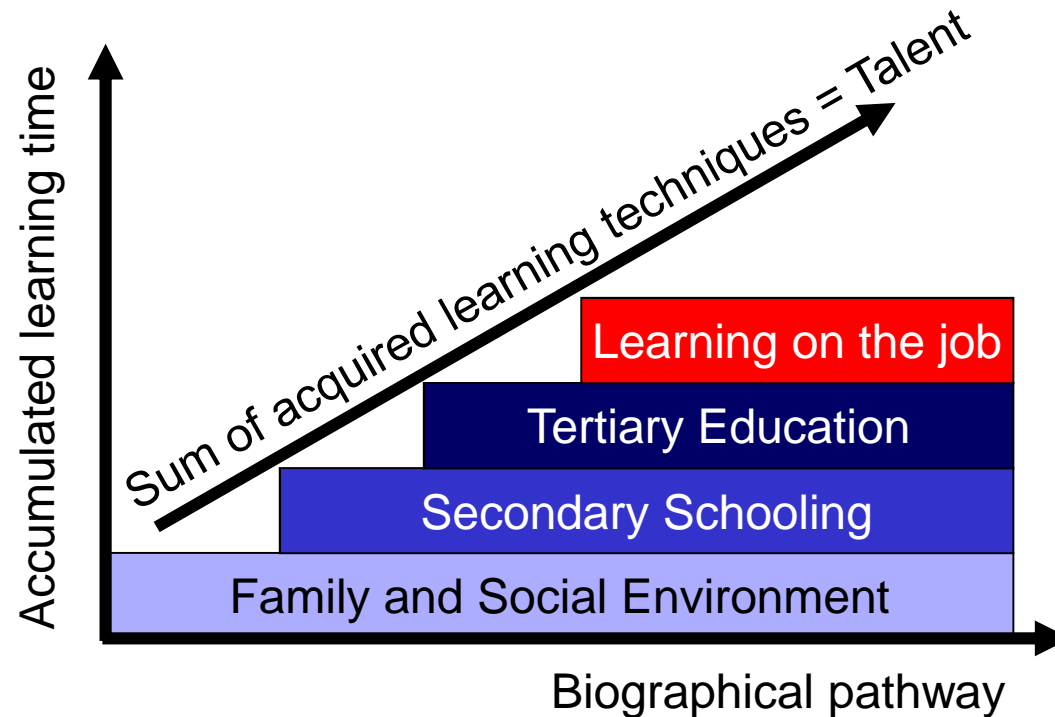 Accumulated learning time
Sum of acquired learning techniques = Talent
Learning on the job
Tertiary Education
Secondary Schooling
Family and Social Environment
Biographical pathway